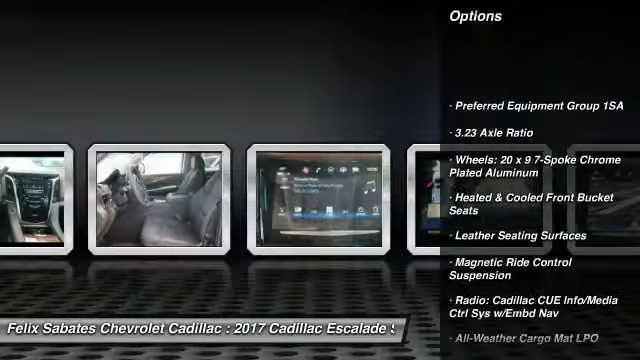 Options
· Preferred Equipment Group 1SA
· 3.23 Axle Ratio
· Wheels: 20 x 9 7-Spoke Chrome
Plated Aluminum
· Heated & Cooled Front Bucket
Seats
· Leather Seating Surfaces
· Magnetic Ride Control
Suspension
· Radio: Cadillac CUE Info/Media
Ctrl Sys w/Embd Nav
· All-Weather Cargo Mat LPO
Felix Sabates Chevrolet Cadillac : 2017 Cadillac Escalade